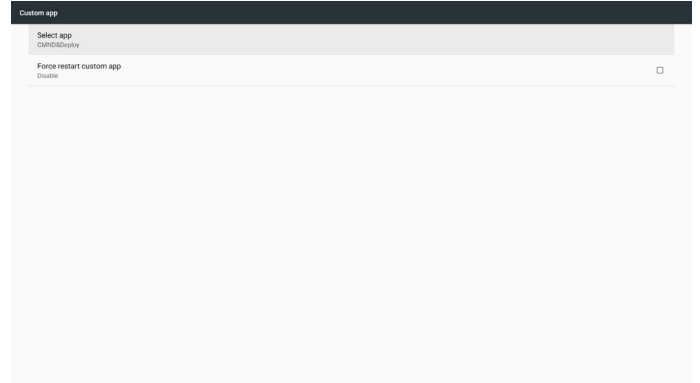 Custom app
Select app
CMND&Deploy
Force restart custom app
Disable